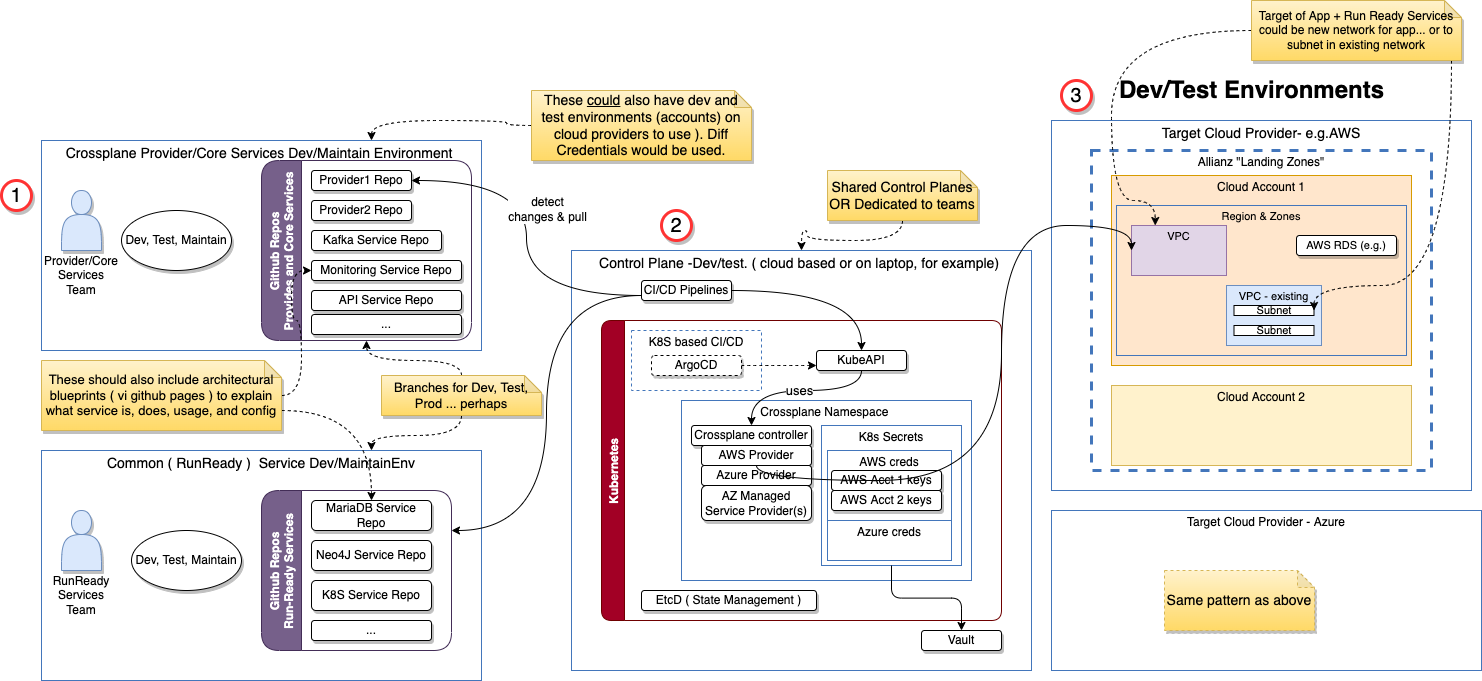 Target of App + Run Ready Services
could be new network for app... or to
subnet in existing network
These could also have dev and
test environments (accounts) on
cloud providers to use ). Diff
Credentials would be used.
1
Crossplane Provider/Core Services Dev/Maintain Environment
Provider/Core
Services
Team
Dev, Test, Maintain
Github Repos
Provides and Core Services
Provider1 Repo
Provider2 Repo
Kafka Service Repo
Monitoring Service Repo
API Service Repo
...
detect
changes & pull
These should also include architectural
blueprints ( vi github pages ) to explain
what service is, does, usage, and config
Branches for Dev, Test,
Prod ... perhaps
Common ( RunReady )  Service Dev/MaintainEnv
RunReady
Services
Team
Dev, Test, Maintain
Github Repos
Run-Ready Services
MariaDB Service
Repo
Neo4J Service Repo
K8S Service Repo
...
Shared Control Planes
OR Dedicated to teams
2
Control Plane -Dev/test. ( cloud based or on laptop, for example)
CI/CD Pipelines
Kubernetes
K8S based CI/CD
ArgoCD
KubeAPI
uses
Crossplane Namespace
Crossplane controller
AWS Provider
Azure Provider
AZ Managed
Service Provider(s)
K8s Secrets
AWS creds
AWS Acct 1 keys
AWS Acct 2 keys
Azure creds
EtcD ( State Management )
Vault
3
Dev/Test Environments
Target Cloud Provider- e.g.AWS
Allianz "Landing Zones"
Cloud Account 1
Region & Zones
VPC
AWS RDS (e.g.)
VPC - existing
Subnet
Subnet
Cloud Account 2
Target Cloud Provider - Azure
Same pattern as above